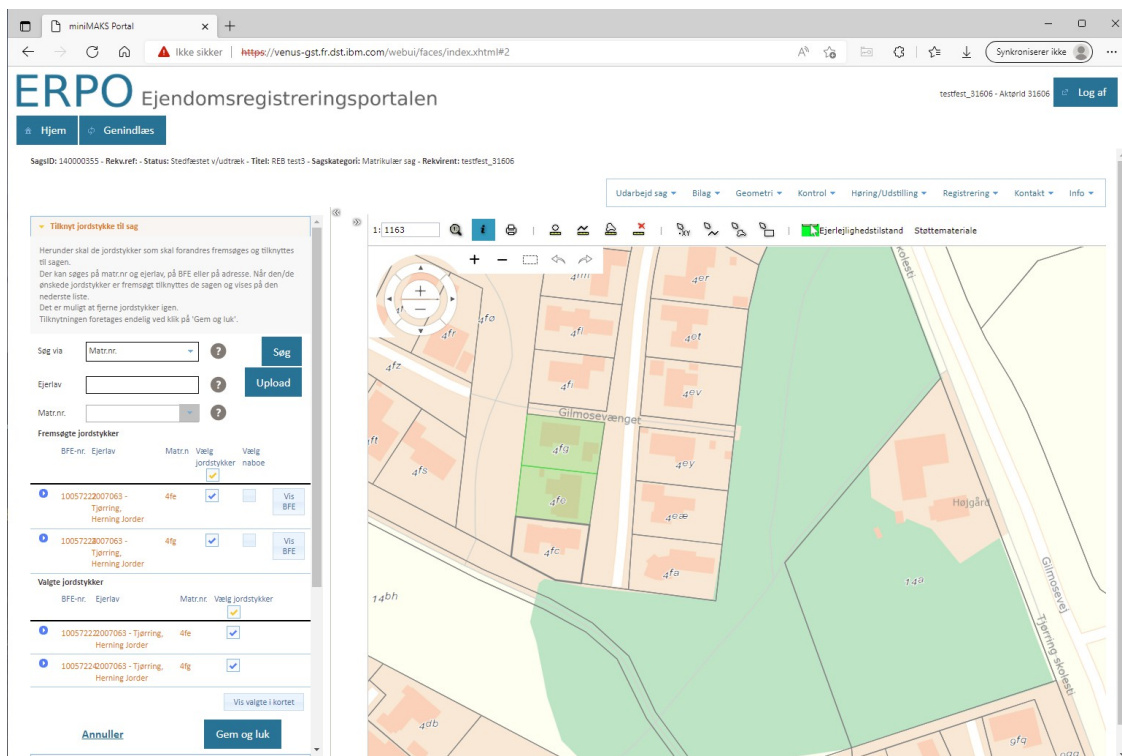 miniMAKS Portal
Ikke sikker
https://venus-gst.fr.dst.ibm.com/webui/faces/index.xhtml#2
Synkroniserer ikke
ERPO Ejendomsregistreringsportalen
testfest_31606 - Aktørid 31606
Log af
Hjem
Genindlæs
SagsID: 140000355 - Rekv.ref: - Status: Stedfæstet v/udtræk - Titel: REB test3 - Sagskategori: Matrikulær sag - Rekvirent: testfest_31606
Udarbejd sag
Bilag
Geometri
Kontrol
Høring/Udstilling
Registrering
Kontakt
Info
Tilknyt jordstykke til sag
Herunder skal de jordstykker som skal forandres fremsøges og tilknyttes
til sagen.
Der kan søges på matr.nr og ejerlav, på BFE eller på adresse. Når den/de
ønskede jordstykker er fremsøgt tilknyttes de sagen og vises på den
nederste liste.
Det er muligt at fjerne jordstykker igen.
Tilknytningen foretages endelig ved klik på 'Gem og luk'.
Søg via
Matr.nr.
Søg
Ejerlav
Upload
Matr.nr.
Fremsøgte jordstykker
BFE-nr. Ejerlav Matr.n Vælg Vælg
jordstykker naboe
10057222 2007063 - 4fe Vis
Tjørring, BFE
Herning Jorder
1005722 2007063 - 4fg Vis
Tjørring, BFE
Herning Jorder
Valgte jordstykker
BFE-nr. Ejerlav Matr.nr. Vælg jordstykker
10057222 2007063 - Tjørring, 4fe
Herning Jorder
10057224 2007063 - Tjørring, 4fg
Herning Jorder
Vis valgte i kortet
Annuller
Gem og luk
1: 1163
XY
Ejerlejlighedstilstand
Støttemateriale
4fm
4er
4fø
4fr
4fl
4et
4fz
4fi
4ev
Gilmosevænget
4ft
4fg
4fs
4ey
4fe
4eæ
4fc
4fa
Højgård
14a
14bh
Gilmosevej
Tjørring skolesti
kolesti
4db
9fq